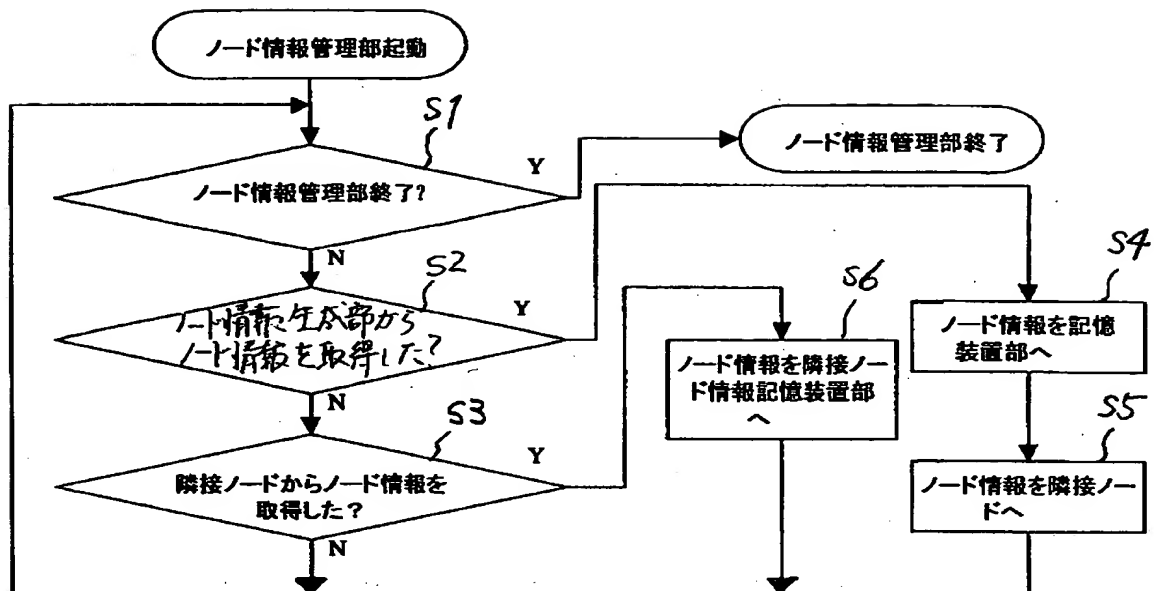 ノード情報管理部起動
S1
ノード情報管理部終了?
Y
ノード情報管理部終了
N
S2
ノード情報生成部から
ノード情報を取得した?
Y
N
S3
隣接ノードからノード情報を
取得した?
Y
N
S6
ノード情報を隣接ノー
ド情報記憶装置部
へ
S4
ノード情報を記憶
装置部へ
S5
ノード情報を隣接ノー
ドへ